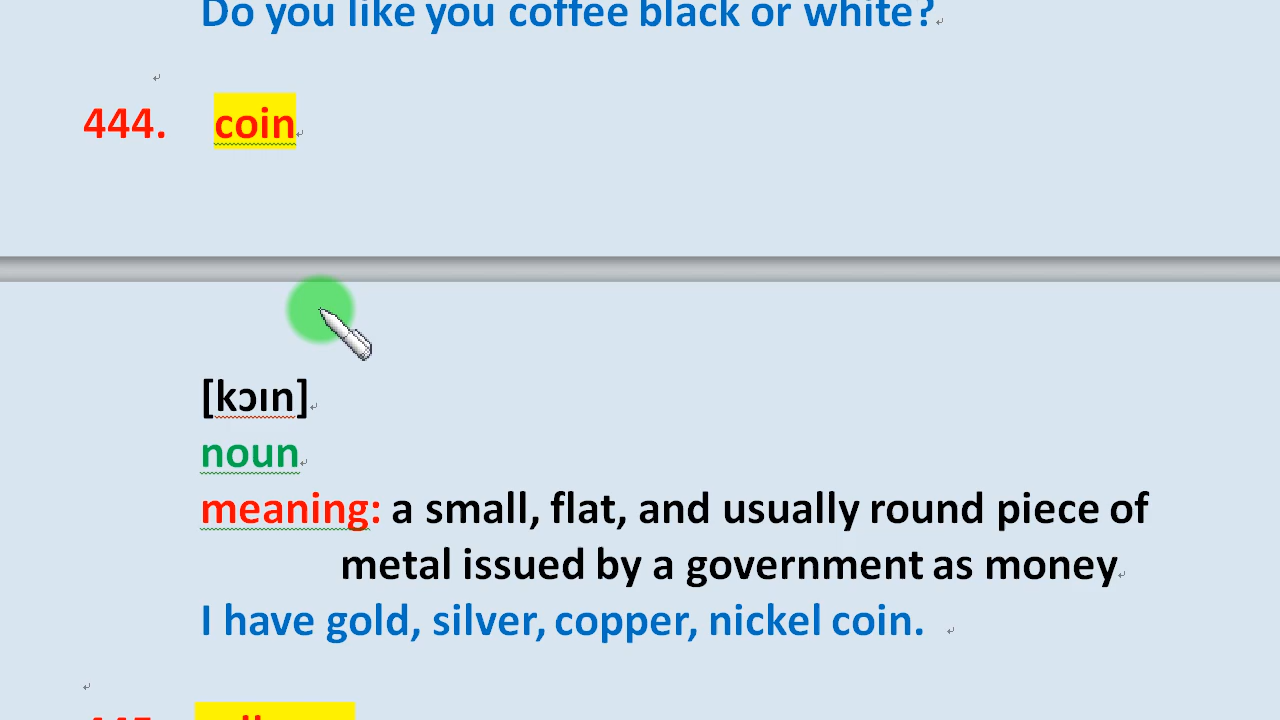 Do you like you coffee black or white?
444. coin
[kɔın]
noun
meaning: a small, flat, and usually round piece of
metal issued by a government as money
I have gold, silver, copper, nickel coin.